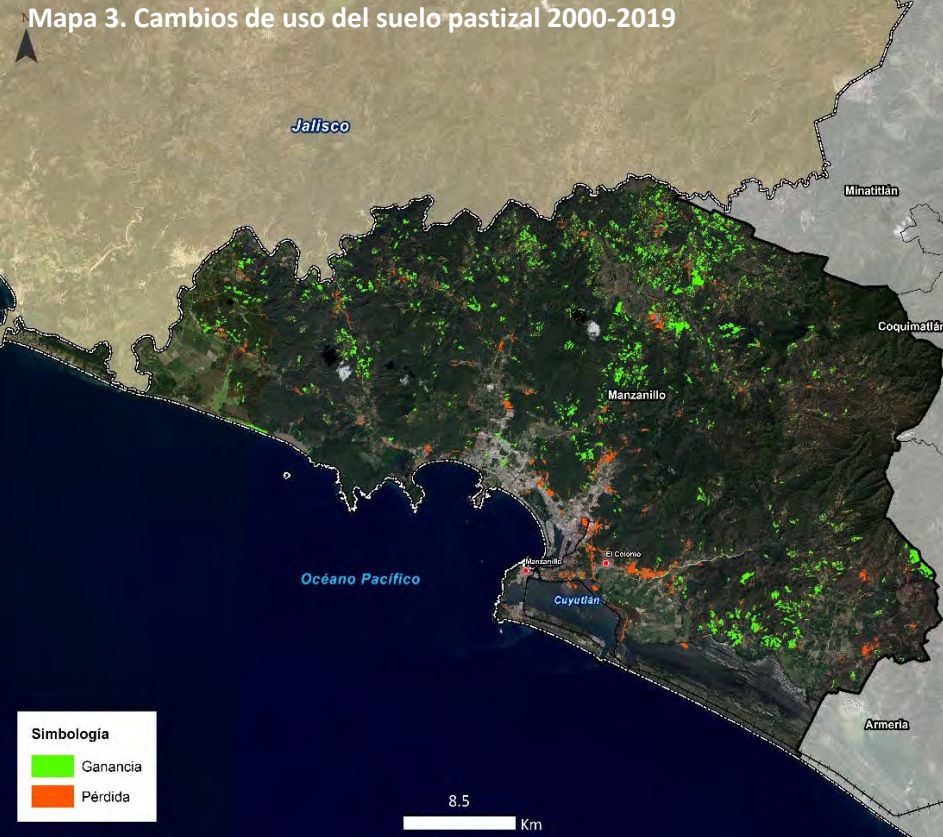 Mapa 3. Cambios de uso del suelo pastizal 2000-2019
N
Jalisco
Minatitlán
Coquimatlán
Manzanillo
El Colomo
Manzanillo
Océano Pacífico
Cuyutlán
Armeria
Simbología
Ganancia
Pérdida
8.5
Km